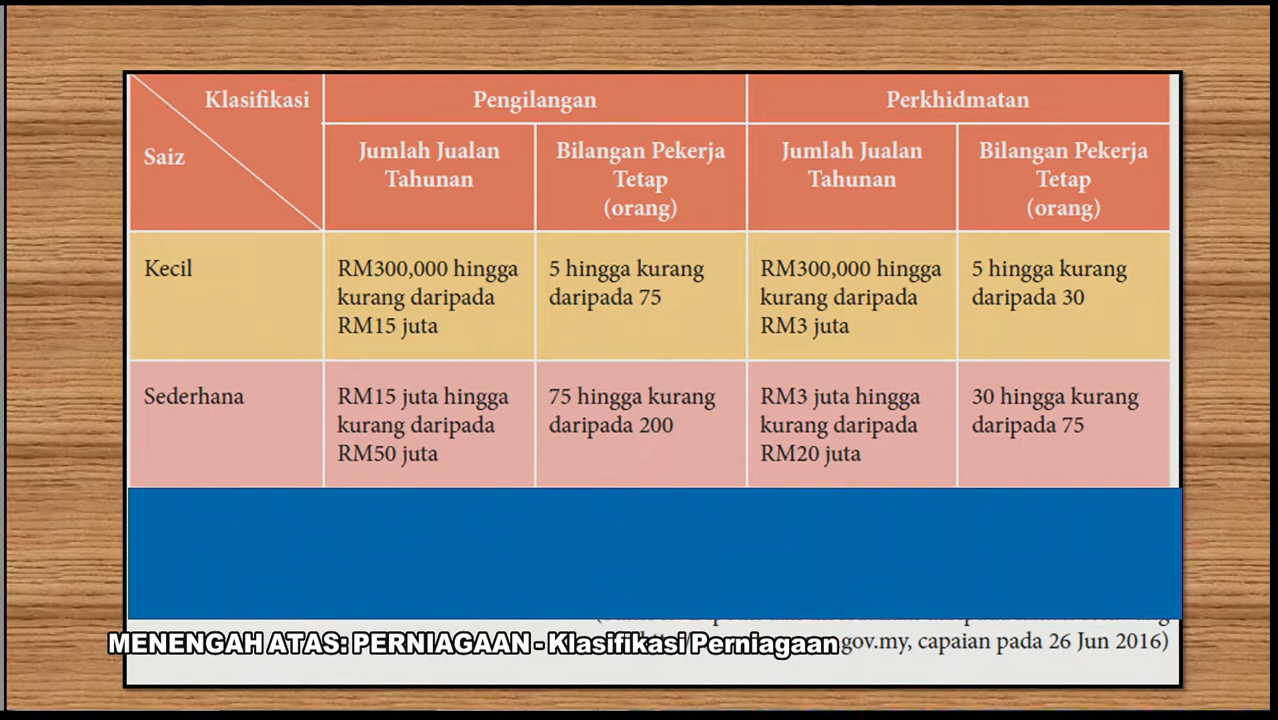 Klasifikasi
Saiz
Pengilangan
Perkhidmatan
Jumlah Jualan
Tahunan
Bilangan Pekerja
Tetap
(orang)
Jumlah Jualan
Tahunan
Bilangan Pekerja
Tetap
(orang)
Kecil
RM300,000 hingga
kurang daripada
RM15 juta
5 hingga kurang
daripada 75
RM300,000 hingga
kurang daripada
RM3 juta
5 hingga kurang
daripada 30
Sederhana
RM15 juta hingga
kurang daripada
RM50 juta
75 hingga kurang
daripada 200
RM3 juta hingga
kurang daripada
RM20 juta
30 hingga kurang
daripada 75
gov.my, capaian pada 26 Jun 2016)
MENENGAH ATAS: PERNIAGAAN - Klasifikasi Perniagaan